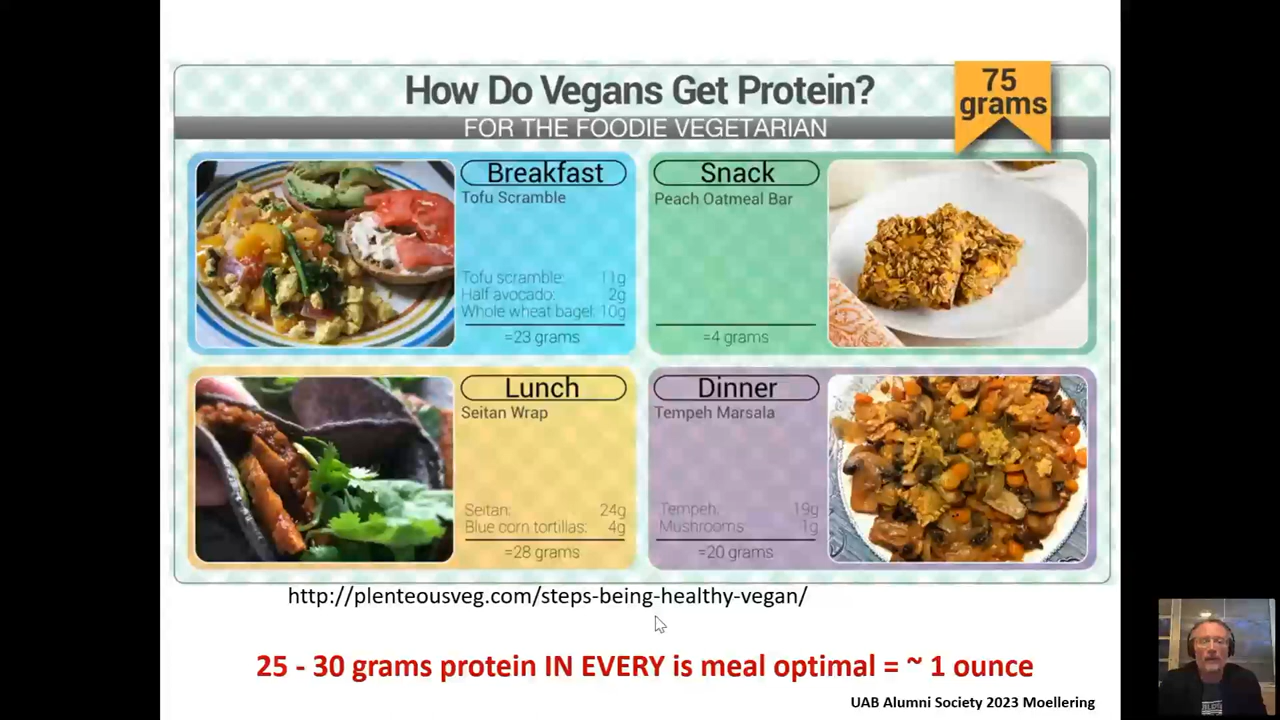 How Do Vegans Get Protein?
75
grams
FOR THE FOODIE VEGETARIAN
Breakfast
Tofu Scramble
Tofu scramble: 11g
Half avocado: 2g
Whole wheat bagel: 10g
=23 grams
Snack
Peach Oatmeal Bar
=4 grams
Lunch
Seitan Wrap
Seitan: 24g
Blue corn tortillas: 4g
=28 grams
Dinner
Tempeh Marsala
Tempeh: 19g
Mushrooms: 1g
=20 grams
http://plenteousveg.com/steps-being-healthy-vegan/
25 - 30 grams protein IN EVERY is meal optimal = ~ 1 ounce
UAB Alumni Society 2023 Moellering